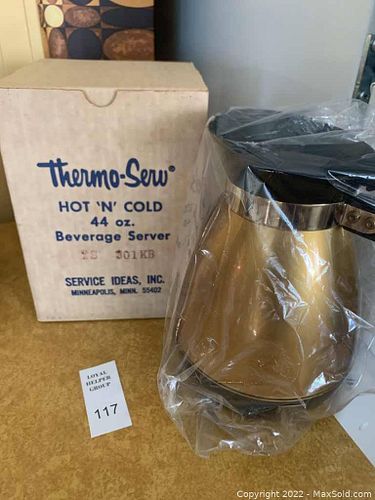 Thermo-Serv®
HOT 'N' COLD
44 oz.
Beverage Server
TS 301KB
SERVICE IDEAS, INC.
MINNEAPOLIS, MINN. 55402
LOYAL
HELPER
GROUP
117
Copyright 2022 - MaxSold.com